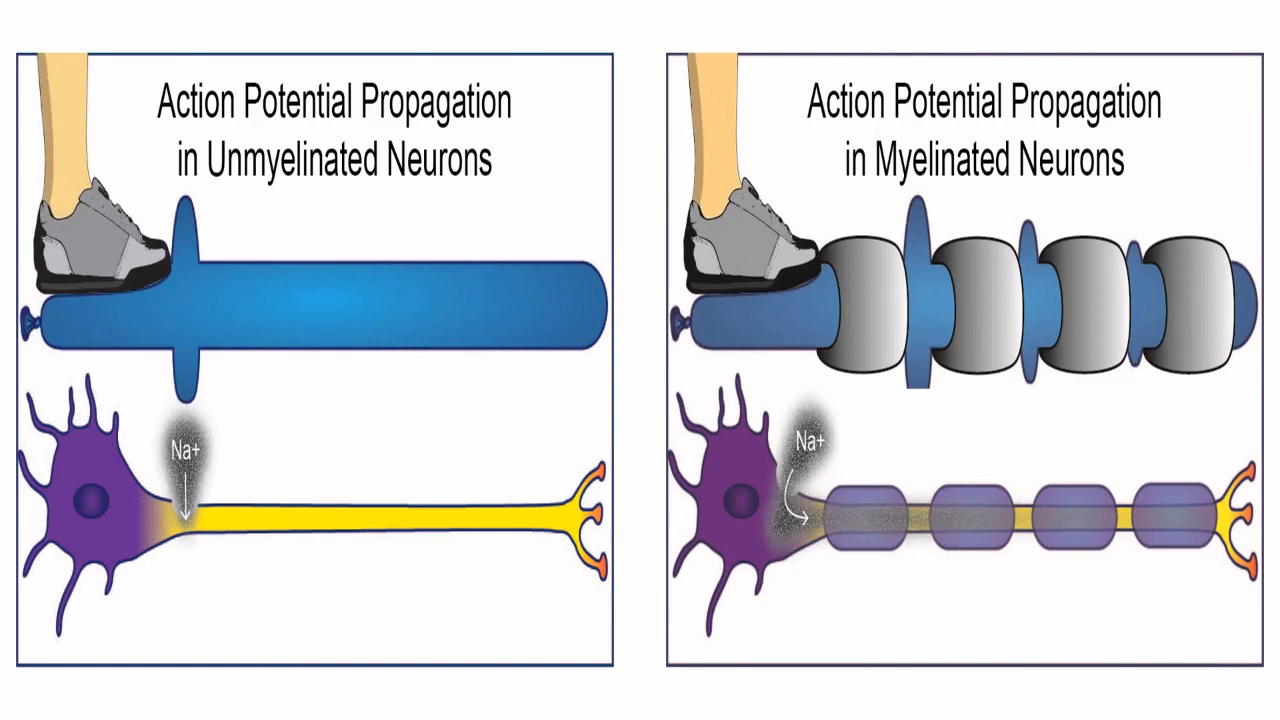 Action Potential Propagation
in Unmyelinated Neurons
Na+
Action Potential Propagation
in Myelinated Neurons
Na+